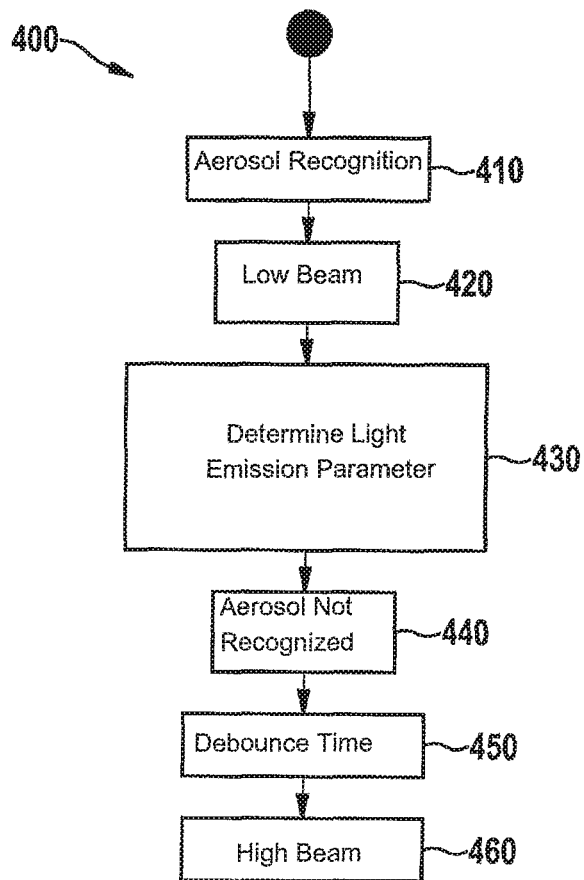 400
Aerosol Recognition
410
Low Beam
420
Determine Light
Emission Parameter
430
Aerosol Not
Recognized
440
Debounce Time
450
High Beam
460